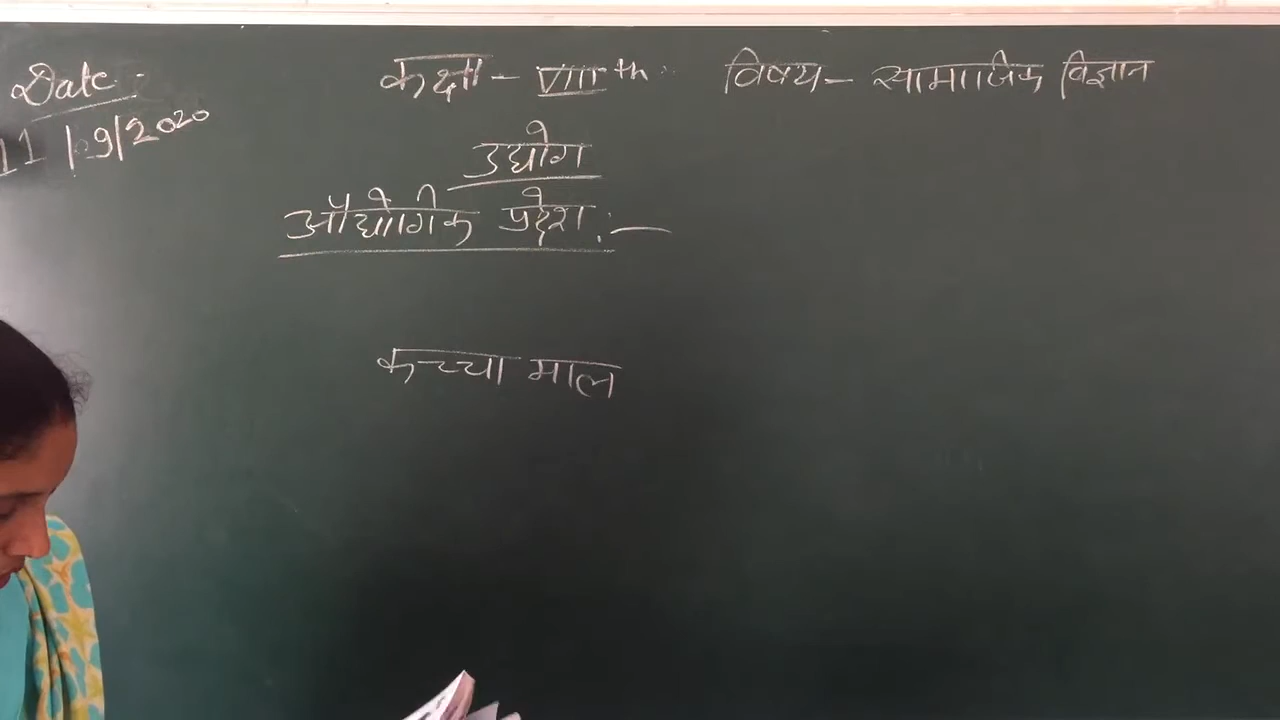 Date :
11/9/2020
कक्षा - VIIIth : विषय - सामाजिक विज्ञान
उद्योग
औद्योगिक प्रदेश :-
कच्चा माल